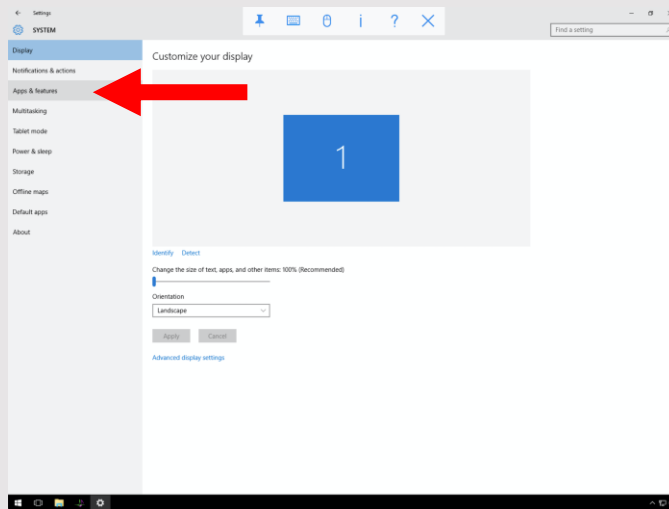 Settings
SYSTEM
i ?
Find a setting
Display
Notifications & actions
Apps & features
Multitasking
Tablet mode
Power & sleep
Storage
Offline maps
Default apps
About
Customize your display
1
Identify Detect
Change the size of text, apps, and other items: 100% (Recommended)
Orientation
Landscape
Apply Cancel
Advanced display settings